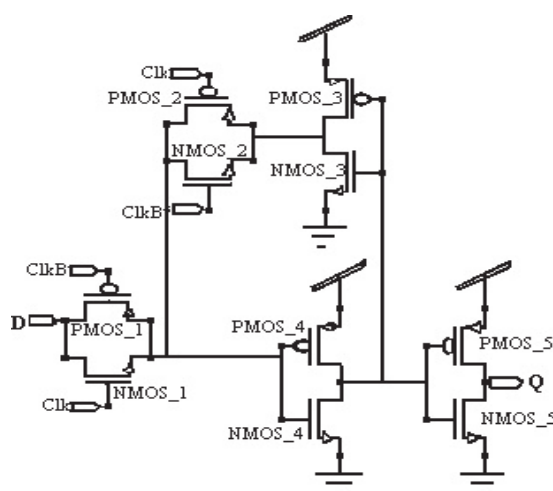 Clk
PMOS_2
PMOS_3
NMOS_2
NMOS_3
ClkB
ClkB
D
PMOS_1
PMOS_4
PMOS_5
Q
NMOS_1
Clk
NMOS_4
NMOS_5